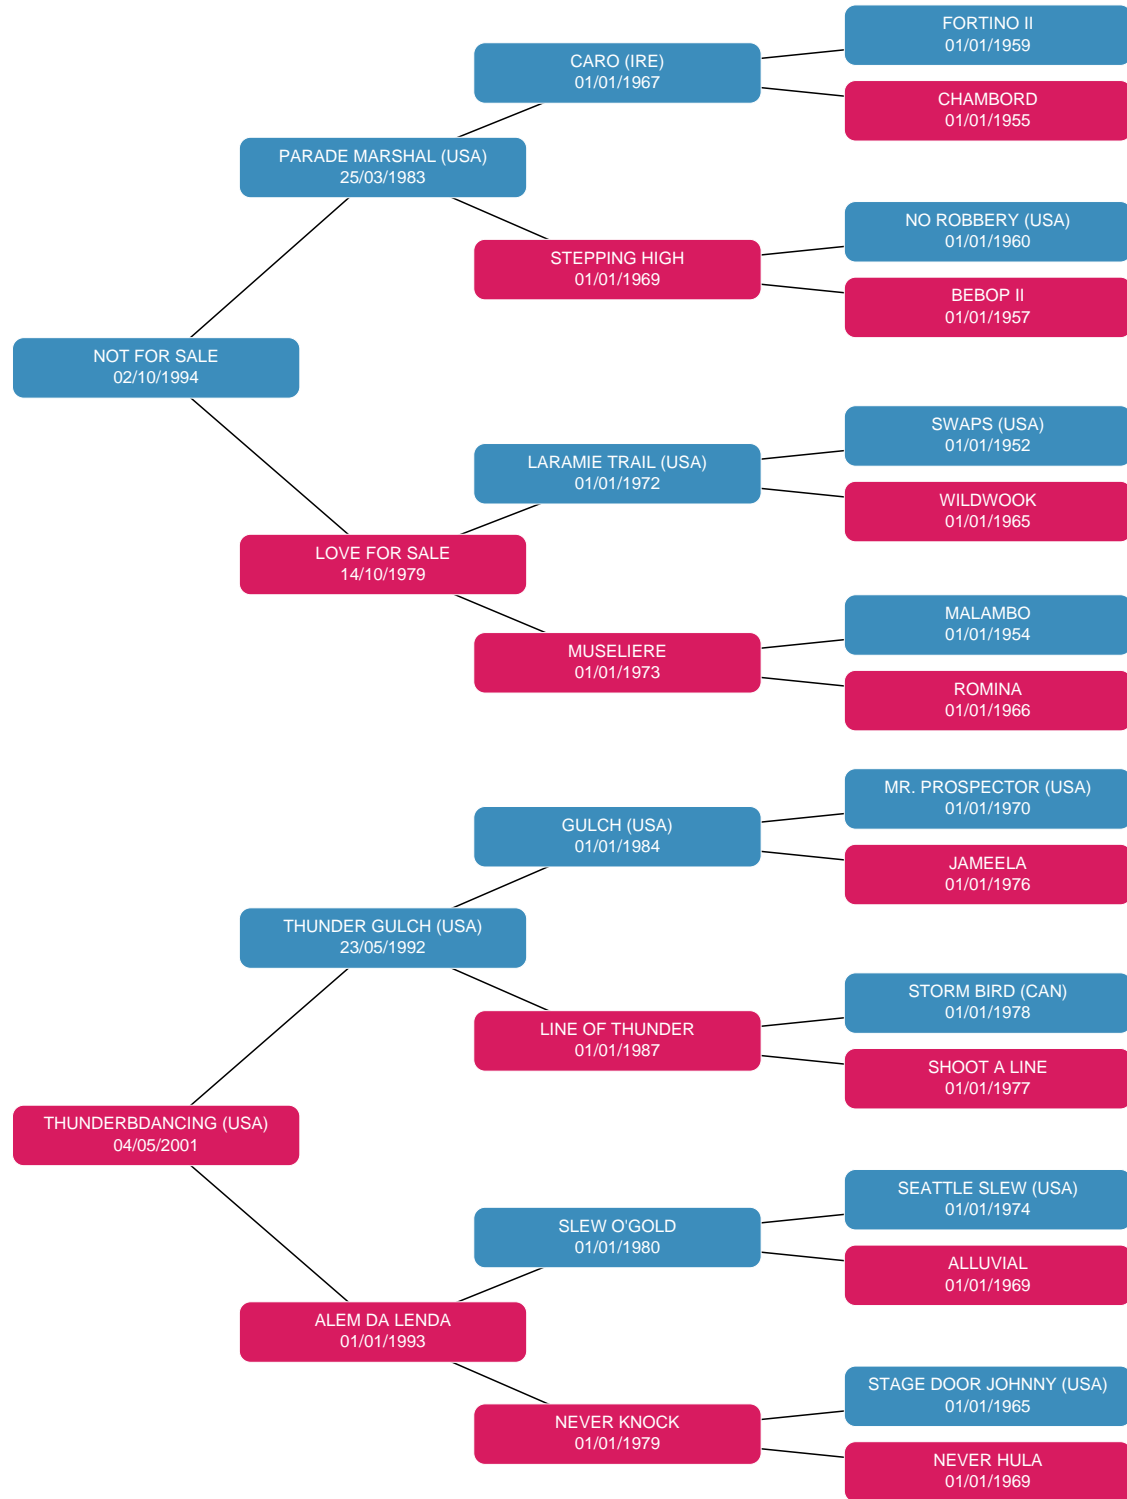 FORTINO II
01/01/1959
CARO (IRE)
01/01/1967
CHAMBORD
01/01/1955
PARADE MARSHAL (USA)
25/03/1983
NO ROBBERY (USA)
01/01/1960
STEPPING HIGH
01/01/1969
BEBOP II
01/01/1957
NOT FOR SALE
02/10/1994
SWAPS (USA)
01/01/1952
LARAMIE TRAIL (USA)
01/01/1972
WILDWOOK
01/01/1965
LOVE FOR SALE
14/10/1979
MALAMBO
01/01/1954
MUSELIERE
01/01/1973
ROMINA
01/01/1966
MR. PROSPECTOR (USA)
01/01/1970
GULCH (USA)
01/01/1984
JAMEELA
01/01/1976
THUNDER GULCH (USA)
23/05/1992
STORM BIRD (CAN)
01/01/1978
LINE OF THUNDER
01/01/1987
SHOOT A LINE
01/01/1977
THUNDERBDANCING (USA)
04/05/2001
SEATTLE SLEW (USA)
01/01/1974
SLEW O'GOLD
01/01/1980
ALLUVIAL
01/01/1969
ALEM DA LENDA
01/01/1993
STAGE DOOR JOHNNY (USA)
01/01/1965
NEVER KNOCK
01/01/1979
NEVER HULA
01/01/1969